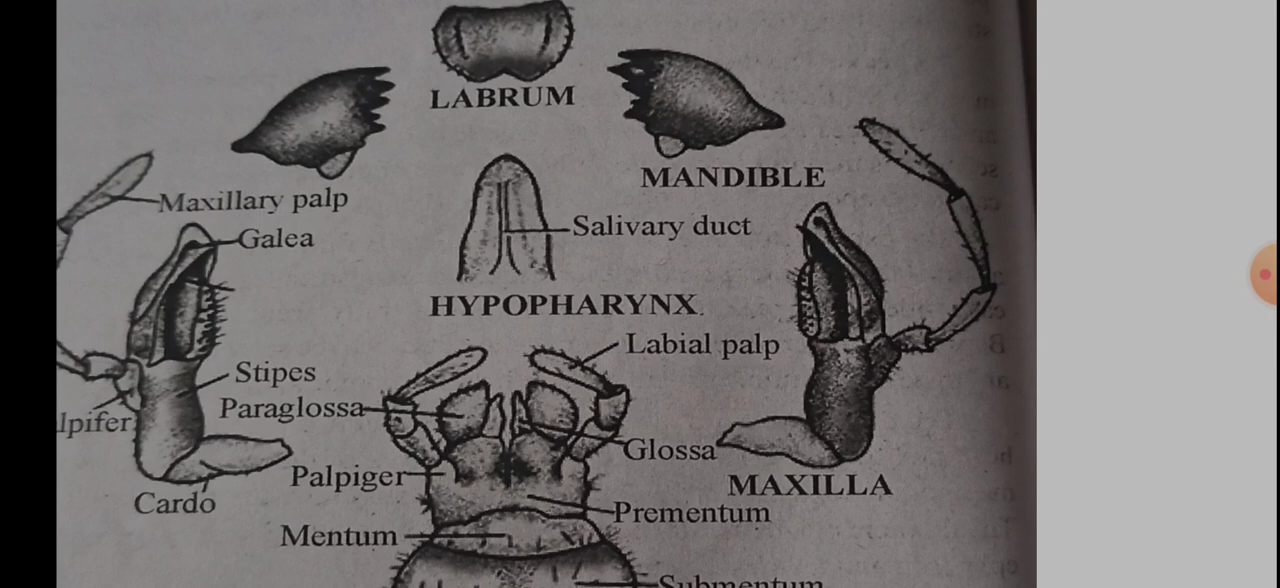 LABRUM
MANDIBLE
Maxillary palp
Galea
Salivary duct
HYPOPHARYNX
Labial palp
Stipes
Paraglossa
lpifer
Glossa
Palpiger
MAXILLA
Cardo
Prementum
Mentum
Submentum